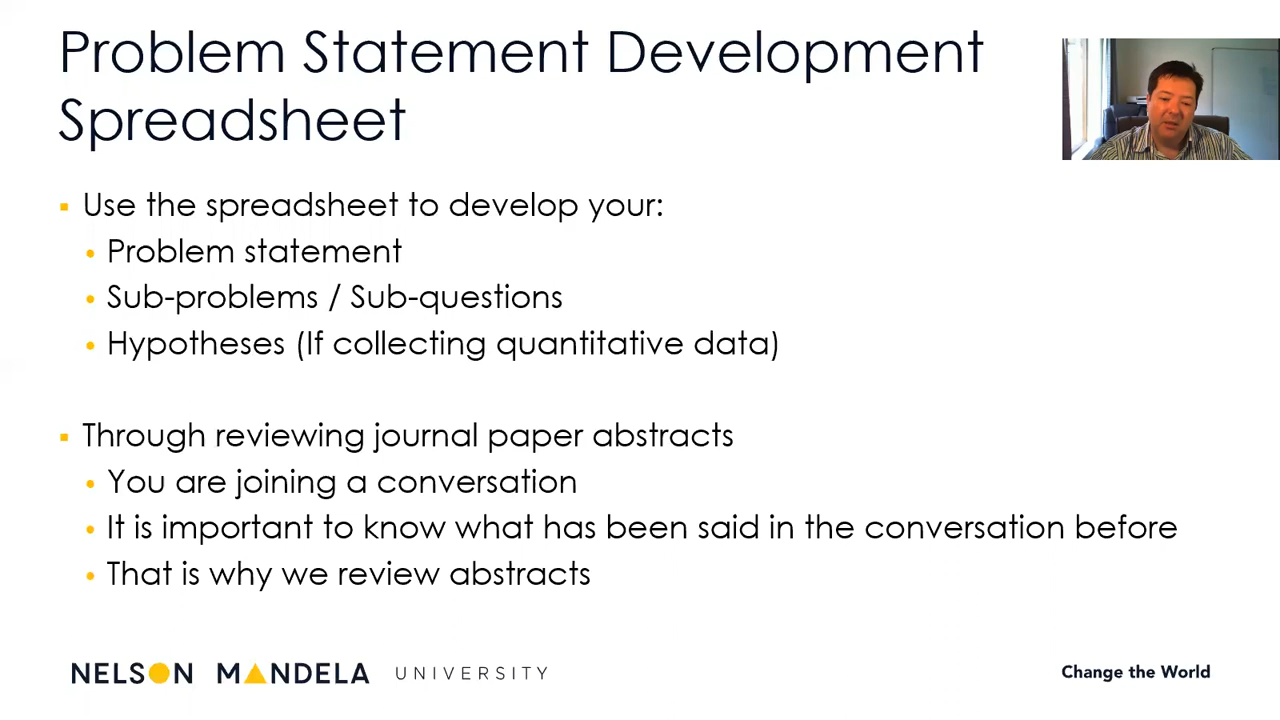 Problem Statement Development
Spreadsheet
Use the spreadsheet to develop your:
Problem statement
Sub-problems / Sub-questions
Hypotheses (If collecting quantitative data)
Through reviewing journal paper abstracts
You are joining a conversation
It is important to know what has been said in the conversation before
That is why we review abstracts
NELSON MANDELA UNIVERSITY
Change the World